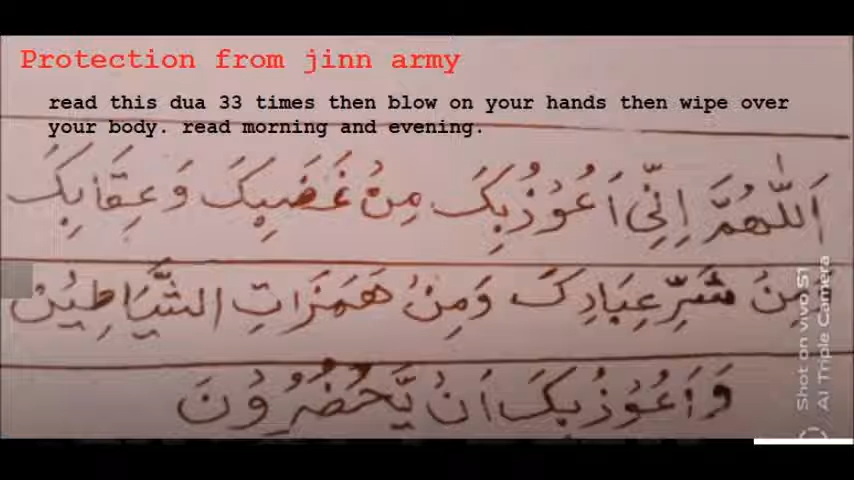 Protection from jinn army
read this dua 33 times then blow on your hands then wipe over
your body. read morning and evening.
اَللّٰهُمَّ اِنِّى اَعُوْذُبِكَ مِنْ غَضَبِكَ وَعِقَابِكَ
مِنْ شَرِّعِبَادِكَ وَمِنْ هَمَزَاتِ الشَّيَاطِيْنْ
وَاَعُوْذُبِكَ اَنْ يَّحْضُرُوْنَ
Shot on vivo S1
AI Triple Camera